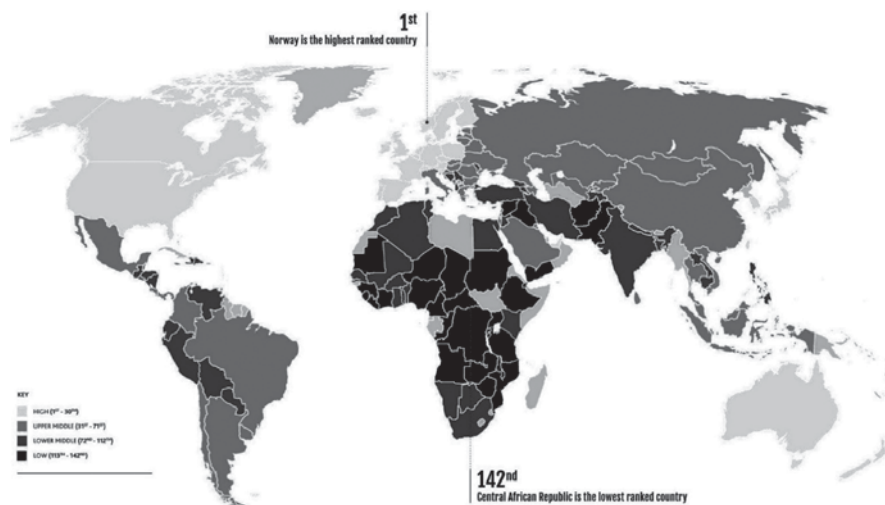 1st
Norway is the highest ranked country
KEY
HIGH (1ST - 30TH)
UPPER MIDDLE (31ST - 71ST)
LOWER MIDDLE (72ND - 112TH)
LOW (113TH - 142ND)
142nd
Central African Republic is the lowest ranked country